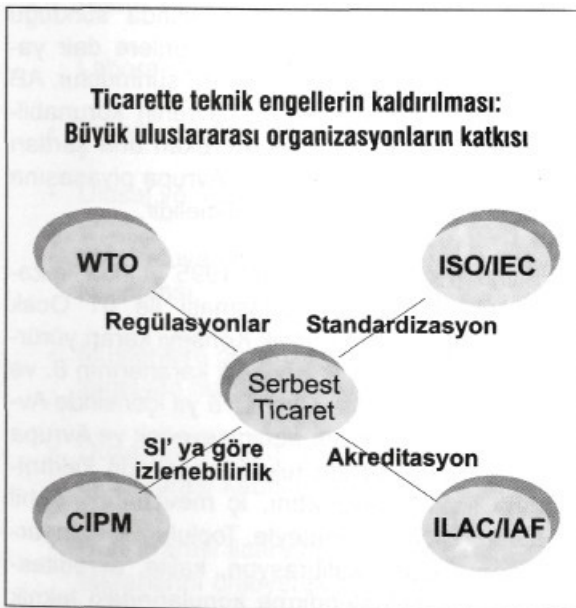 Ticarette teknik engellerin kaldırılması:
Büyük uluslararası organizasyonların katkısı
WTO
ISO/IEC
Regülasyonlar
Standardizasyon
Serbest
Ticaret
SI' ya göre
izlenebilirlik
Akreditasyon
CIPM
ILAC/IAF